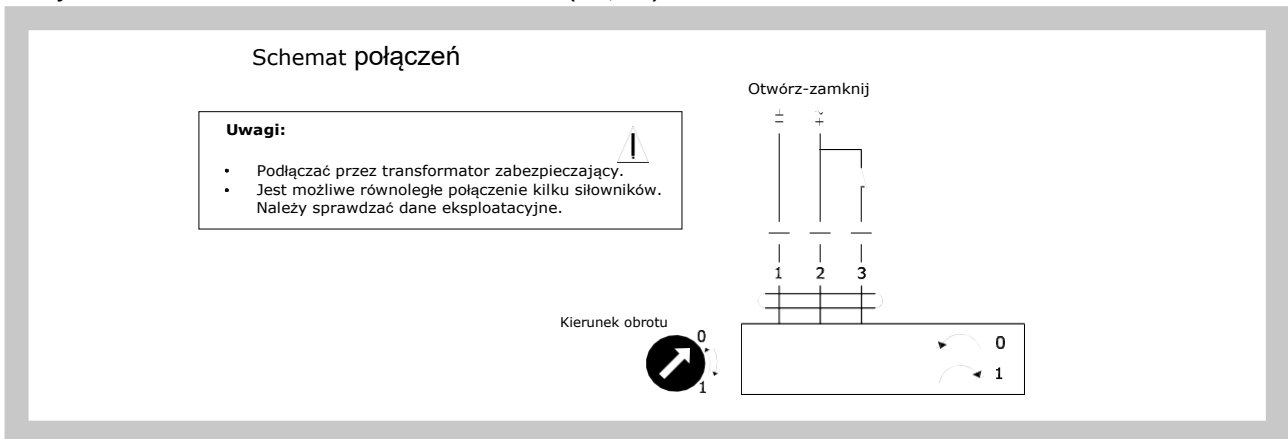 Schemat połączeń
Otwórz-zamknij
Uwagi:
• Podłączać przez transformator zabezpieczający.
• Jest możliwe równoległe połączenie kilku siłowników.
Należy sprawdzać dane eksploatacyjne.
1 2 3
Kierunek obrotu
0
1
0
1